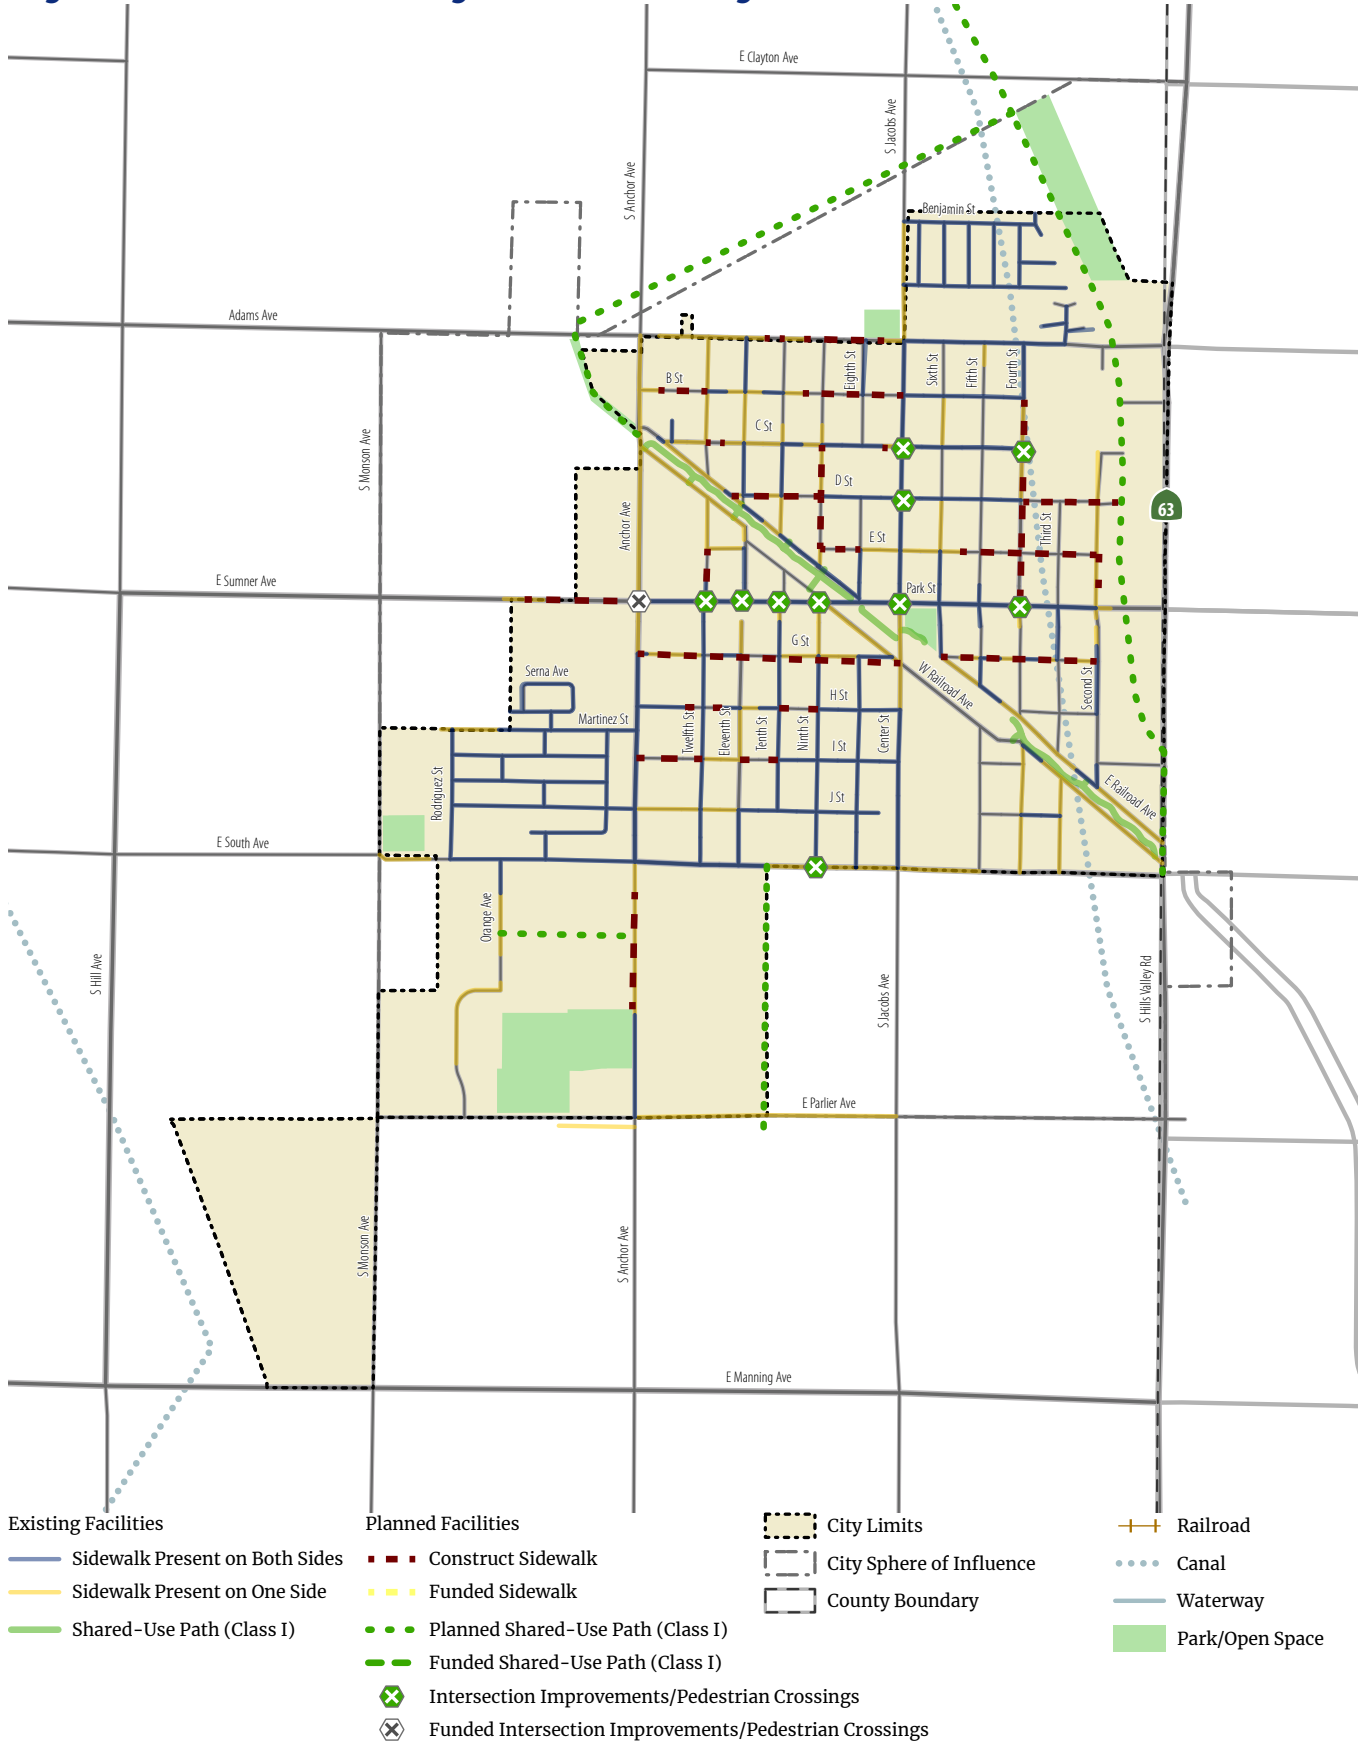 E Clayton Ave
S Jacobs Ave
S Anchor Ave
Benjamin St
Adams Ave
Eighth St
Sixth St
Fifth St
Fourth St
B St
C St
S Monson Ave
D St
63
Anchor Ave
E St
Third St
E Sumner Ave
Park St
G St
Serna Ave
W Railroad Ave
Second St
H St
Martinez St
Twelfth St
Eleventh St
Tenth St
Ninth St
Center St
I St
Rodriguez St
J St
E Railroad Ave
E South Ave
Orange Ave
S Hill Ave
S Jacobs Ave
S Hills Valley Rd
E Parlier Ave
S Monson Ave
S Anchor Ave
E Manning Ave
Existing Facilities
Sidewalk Present on Both Sides
Sidewalk Present on One Side
Shared-Use Path (Class I)
Planned Facilities
Construct Sidewalk
Funded Sidewalk
Planned Shared-Use Path (Class I)
Funded Shared-Use Path (Class I)
Intersection Improvements/Pedestrian Crossings
Funded Intersection Improvements/Pedestrian Crossings
City Limits
City Sphere of Influence
County Boundary
Railroad
Canal
Waterway
Park/Open Space